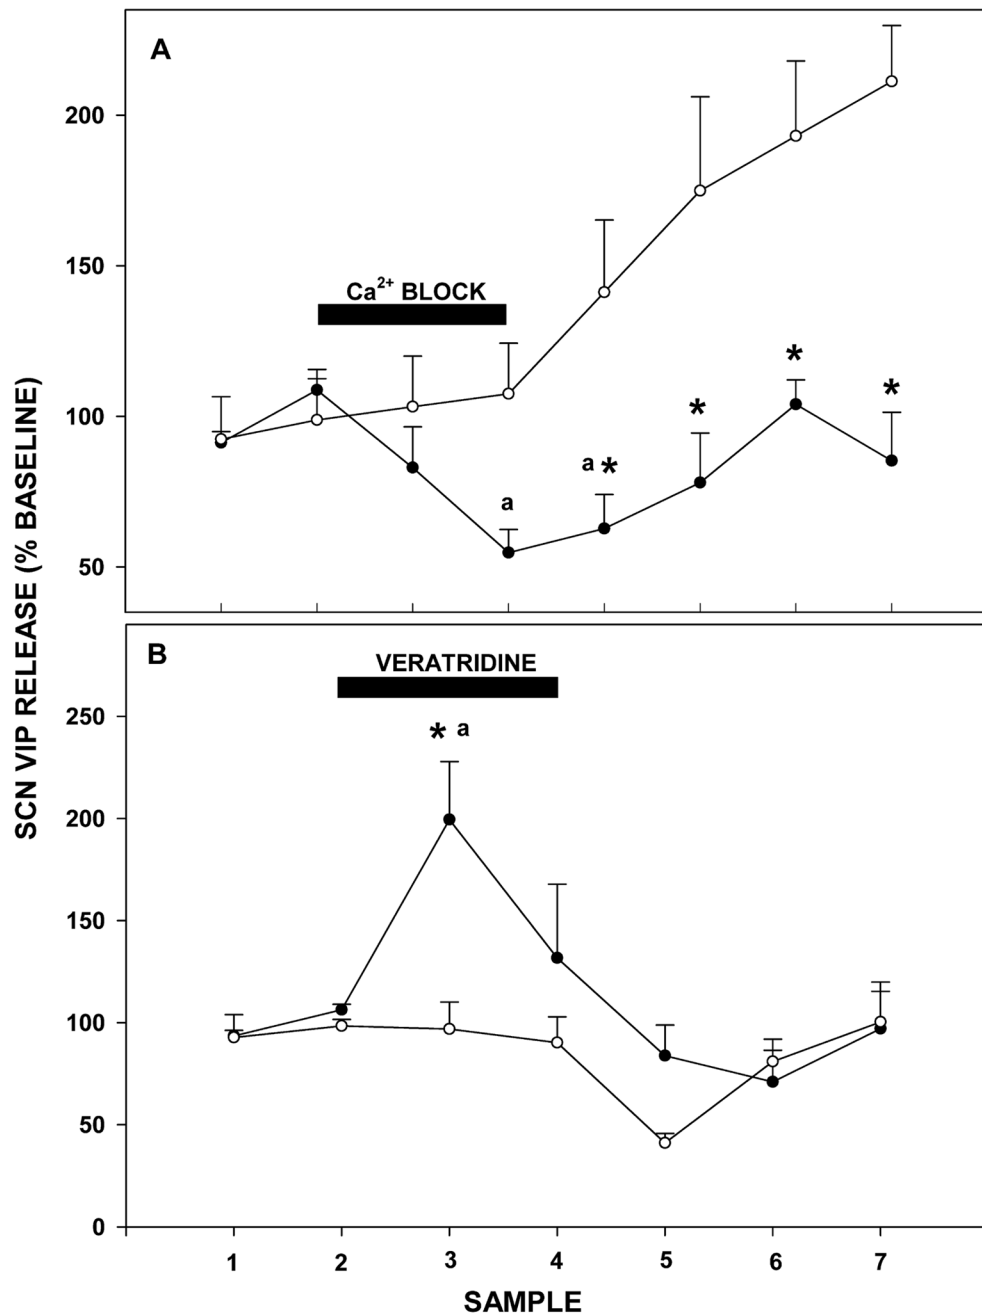 A
200
150
100
50
Ca²⁺ BLOCK
a
a *
*
*
*
SCN VIP RELEASE (% BASELINE)
B
VERATRIDINE
* a
250
200
150
100
50
0
1 2 3 4 5 6 7
SAMPLE